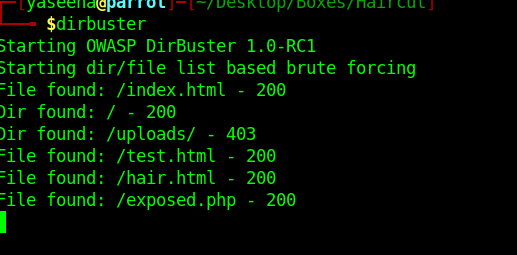 [yaseena@parrot]─[~/Desktop/Boxes/Haircut]
$dirbuster
Starting OWASP DirBuster 1.0-RC1
Starting dir/file list based brute forcing
File found: /index.html - 200
Dir found: / - 200
Dir found: /uploads/ - 403
File found: /test.html - 200
File found: /hair.html - 200
File found: /exposed.php - 200